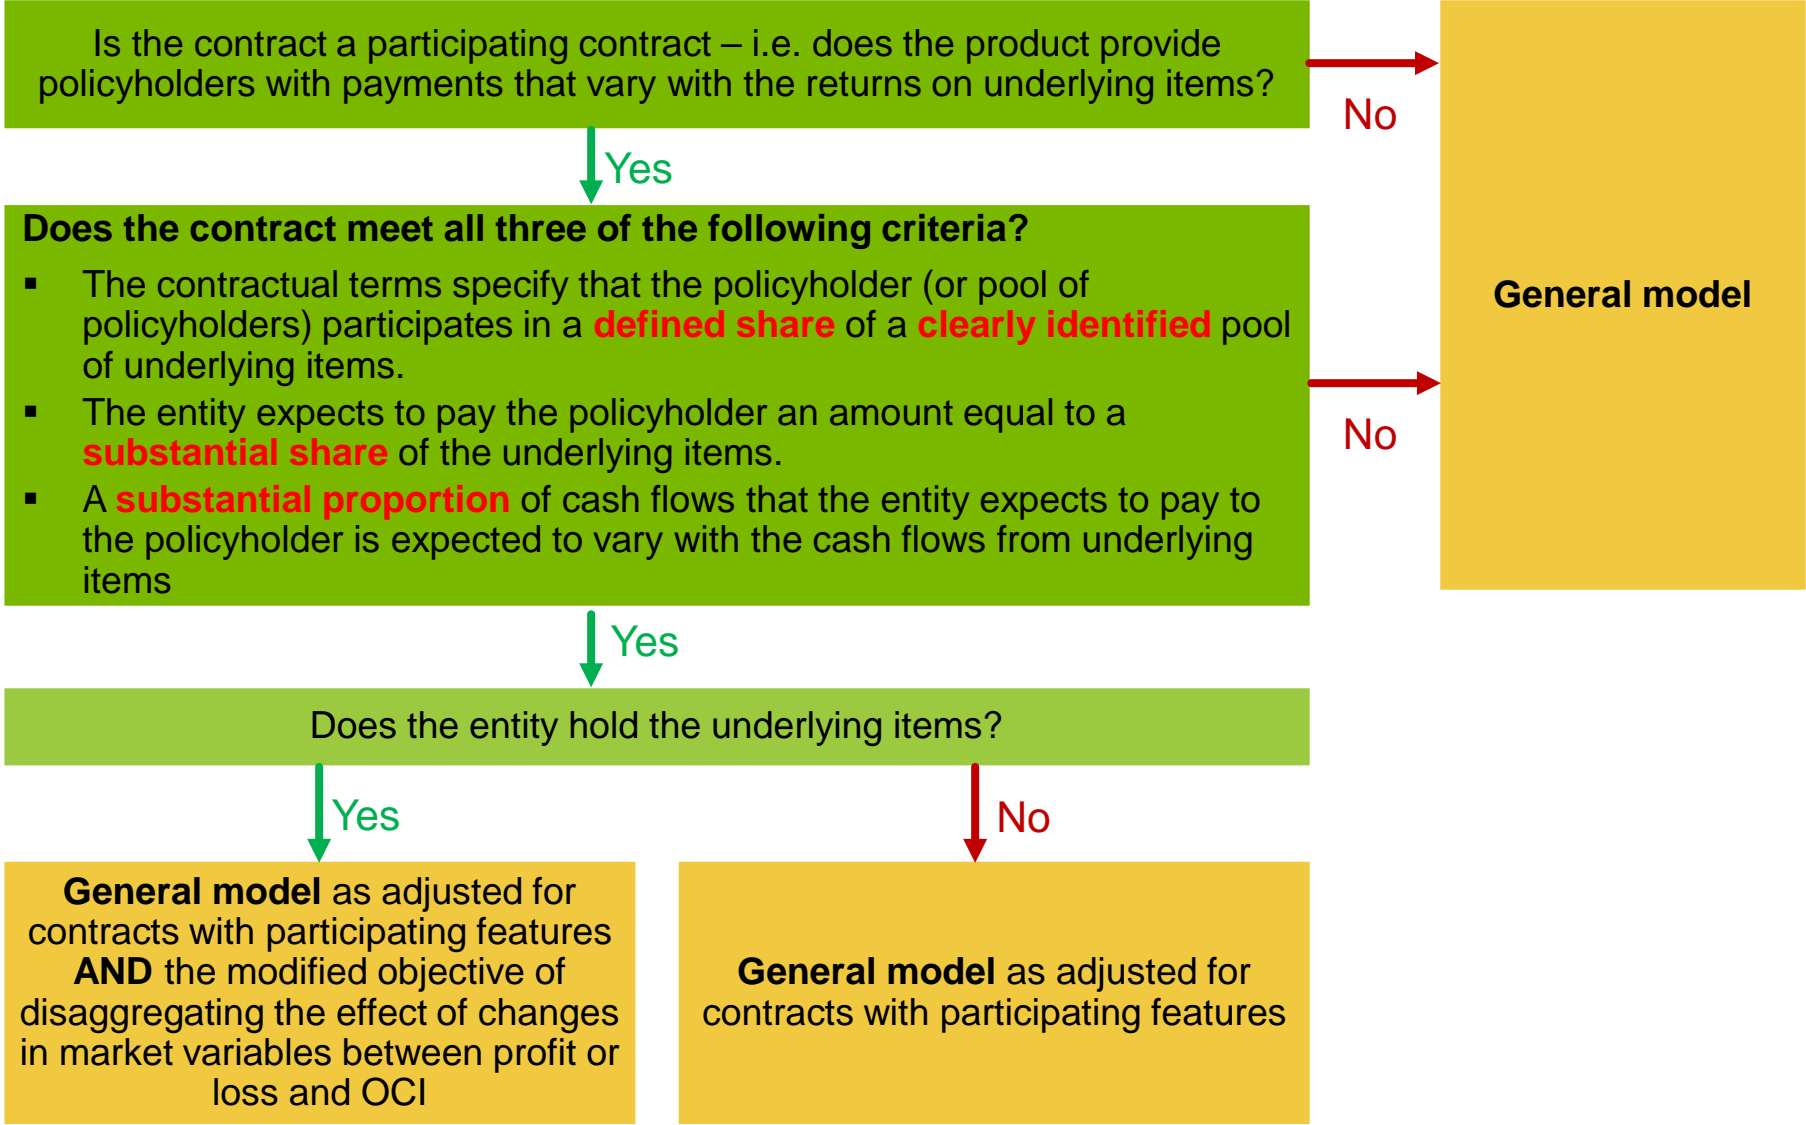 Is the contract a participating contract – i.e. does the product provide
policyholders with payments that vary with the returns on underlying items?
No
Yes
Does the contract meet all three of the following criteria?
▪ The contractual terms specify that the policyholder (or pool of
policyholders) participates in a defined share of a clearly identified pool
of underlying items.
▪ The entity expects to pay the policyholder an amount equal to a
substantial share of the underlying items.
▪ A substantial proportion of cash flows that the entity expects to pay to
the policyholder is expected to vary with the cash flows from underlying
items
General model
No
Yes
Does the entity hold the underlying items?
Yes
No
General model as adjusted for
contracts with participating features
AND the modified objective of
disaggregating the effect of changes
in market variables between profit or
loss and OCI
General model as adjusted for
contracts with participating features